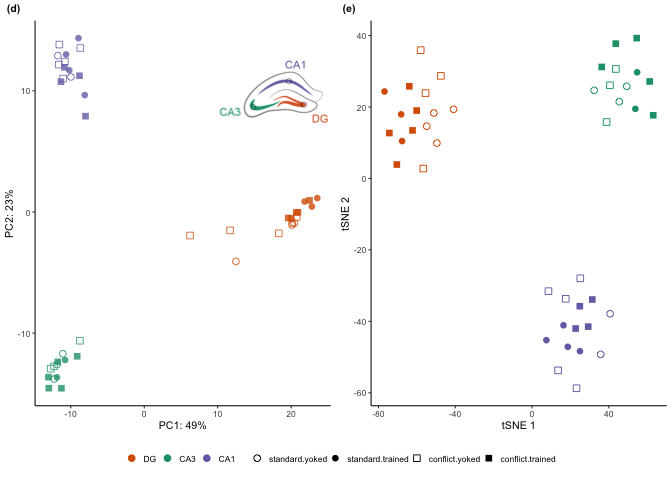 (d)
CA1
CA3
DG
10
0
-10
PC2: 23%
-10
0
10
20
PC1: 49%
(e)
40
20
0
-20
-40
-60
tSNE 2
-80
-40
0
40
tSNE 1
DG CA3 CA1 standard.yoked standard.trained conflict.yoked conflict.trained